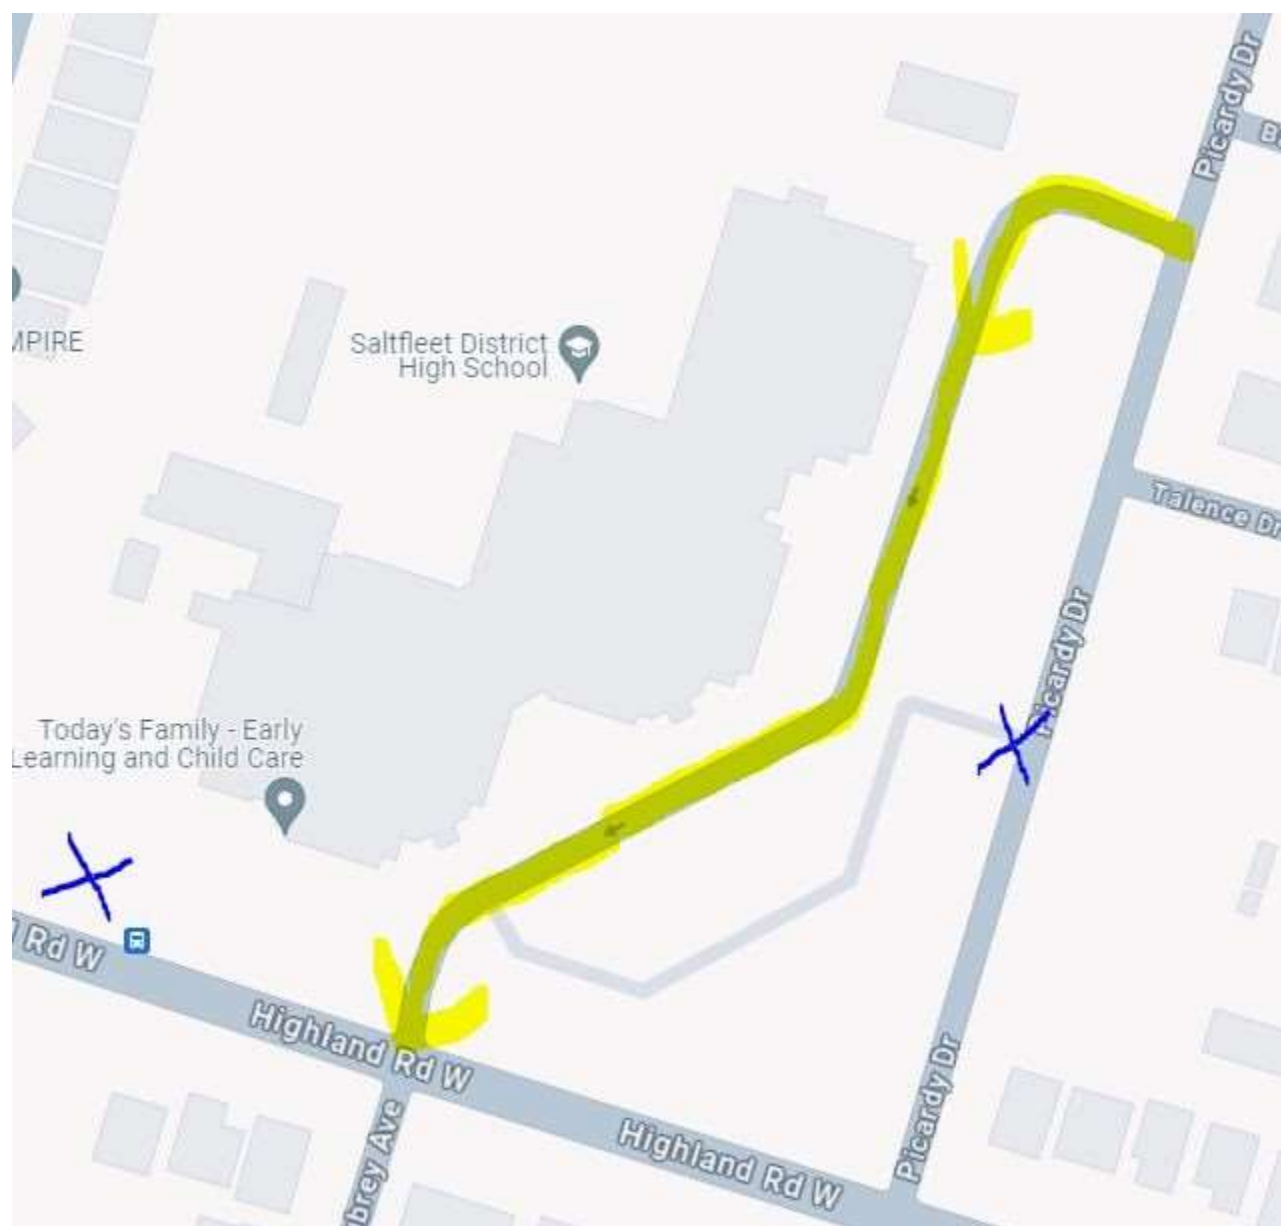 Picardy Dr
B
MPIRE
Saltfleet District
High School
Talence Dr
Picardy Dr
Today's Family - Early
Learning and Child Care
Rd W
Highland Rd W
Picardy Dr
Highland Rd W
brey Ave